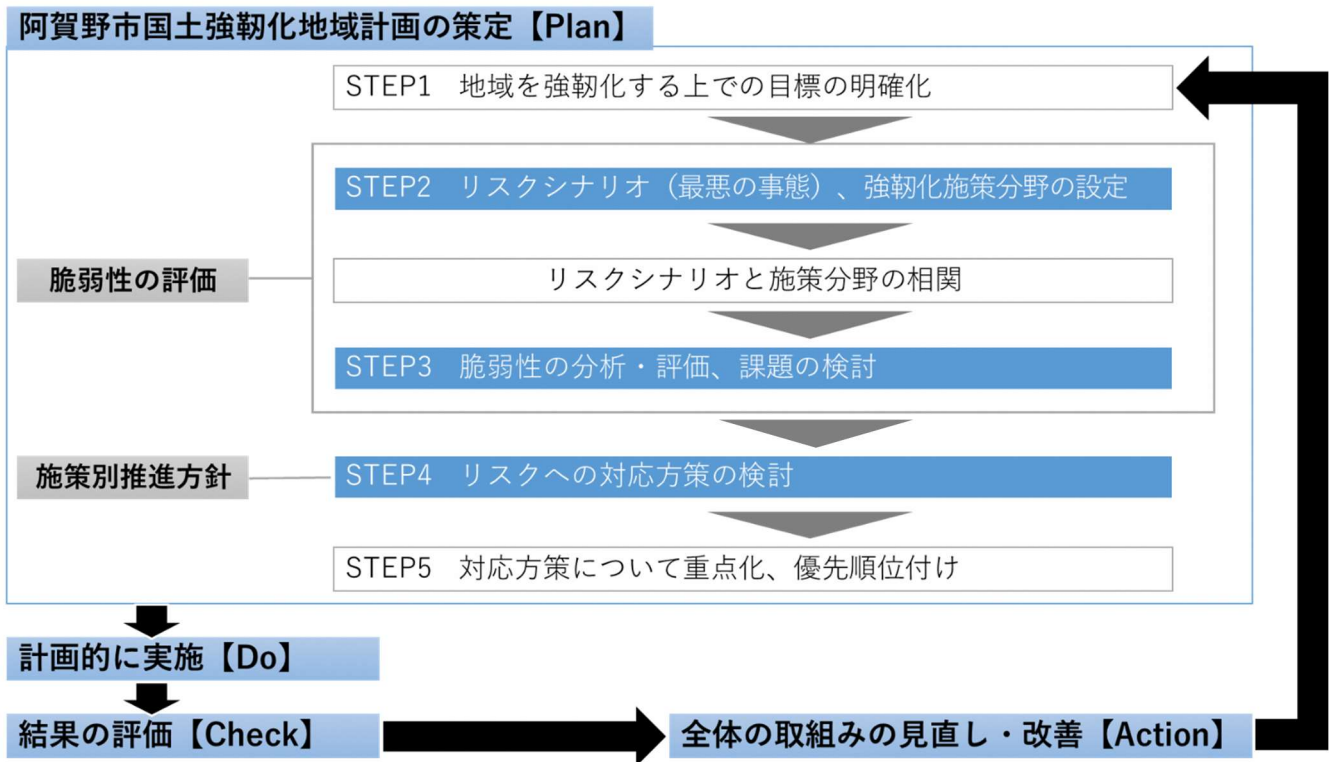 阿賀野市国土強靭化地域計画の策定【Plan】
STEP1 地域を強靭化する上での目標の明確化
STEP2 リスクシナリオ（最悪の事態）、強靭化施策分野の設定
脆弱性の評価
リスクシナリオと施策分野の相関
STEP3 脆弱性の分析・評価、課題の検討
施策別推進方針
STEP4 リスクへの対応方策の検討
STEP5 対応方策について重点化、優先順位付け
計画的に実施【Do】
結果の評価【Check】
全体の取組みの見直し・改善【Action】